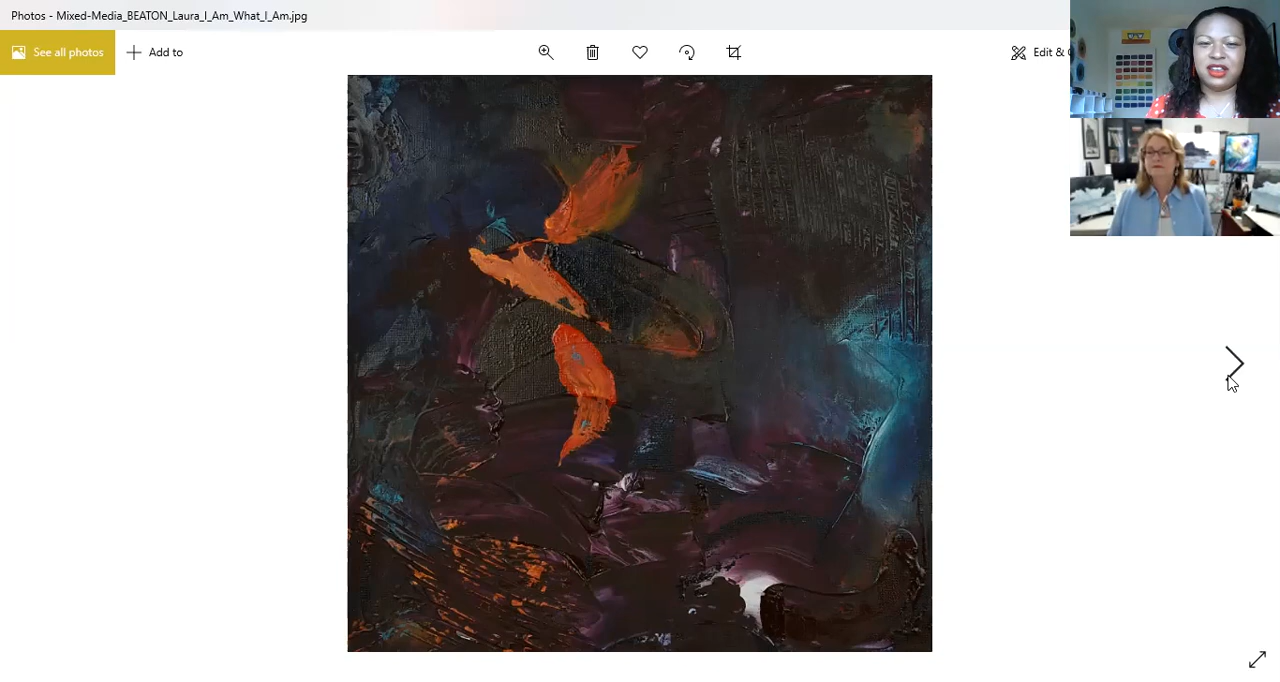 Photos - Mixed-Media_BEATON_Laura_I_Am_What_I_Am.jpg
See all photos
Add to
Edit &